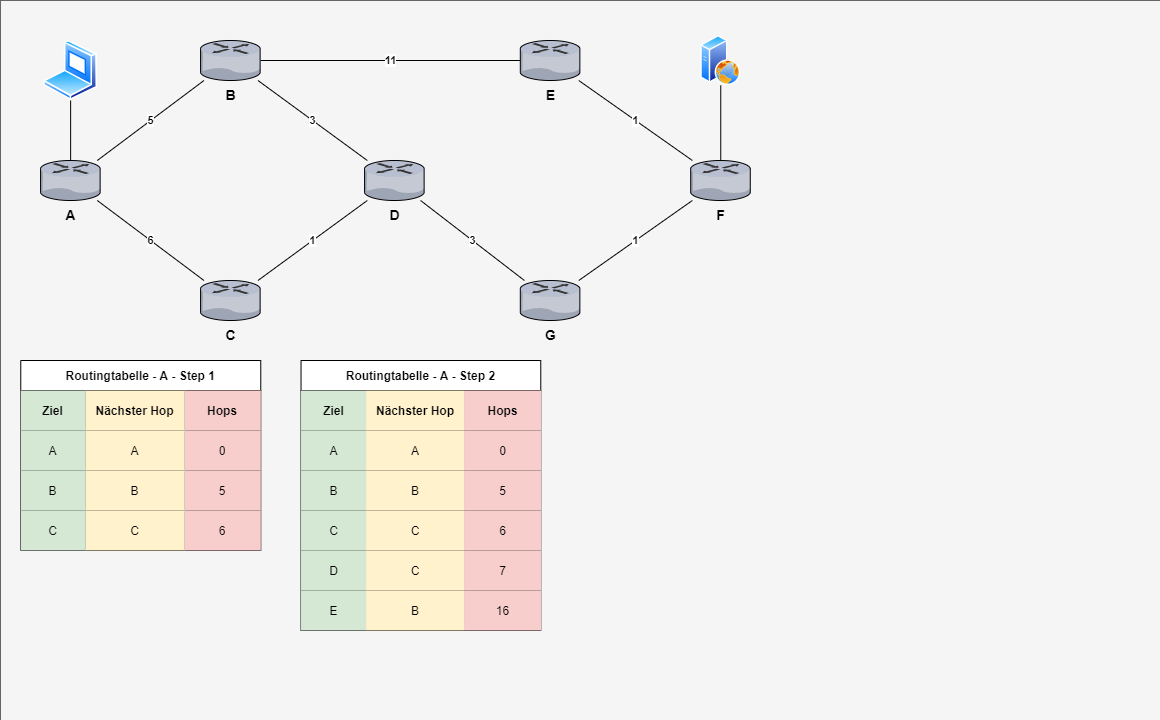 B
11
E
5
3
1
A
D
F
6
1
3
1
C
G
Routingtabelle - A - Step 1
Ziel Nächster Hop Hops
A A 0
B B 5
C C 6
Routingtabelle - A - Step 2
Ziel Nächster Hop Hops
A A 0
B B 5
C C 6
D C 7
E B 16